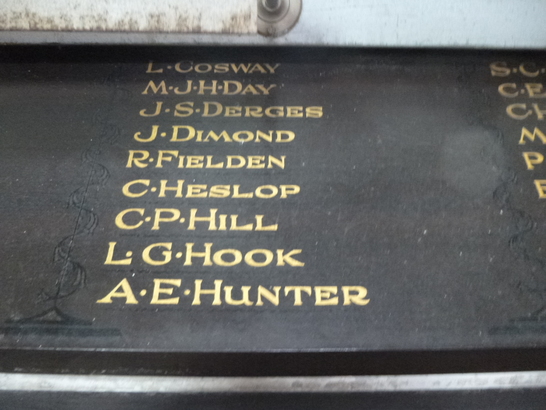 L·COSWAY
M·J·H·DAY
J·S·DERGES
J·DIMOND
R·FIELDEN
C·HESLOP
C·P·HILL
L·G·HOOK
A·E·HUNTER
S·C
C·E
C·H
M
P